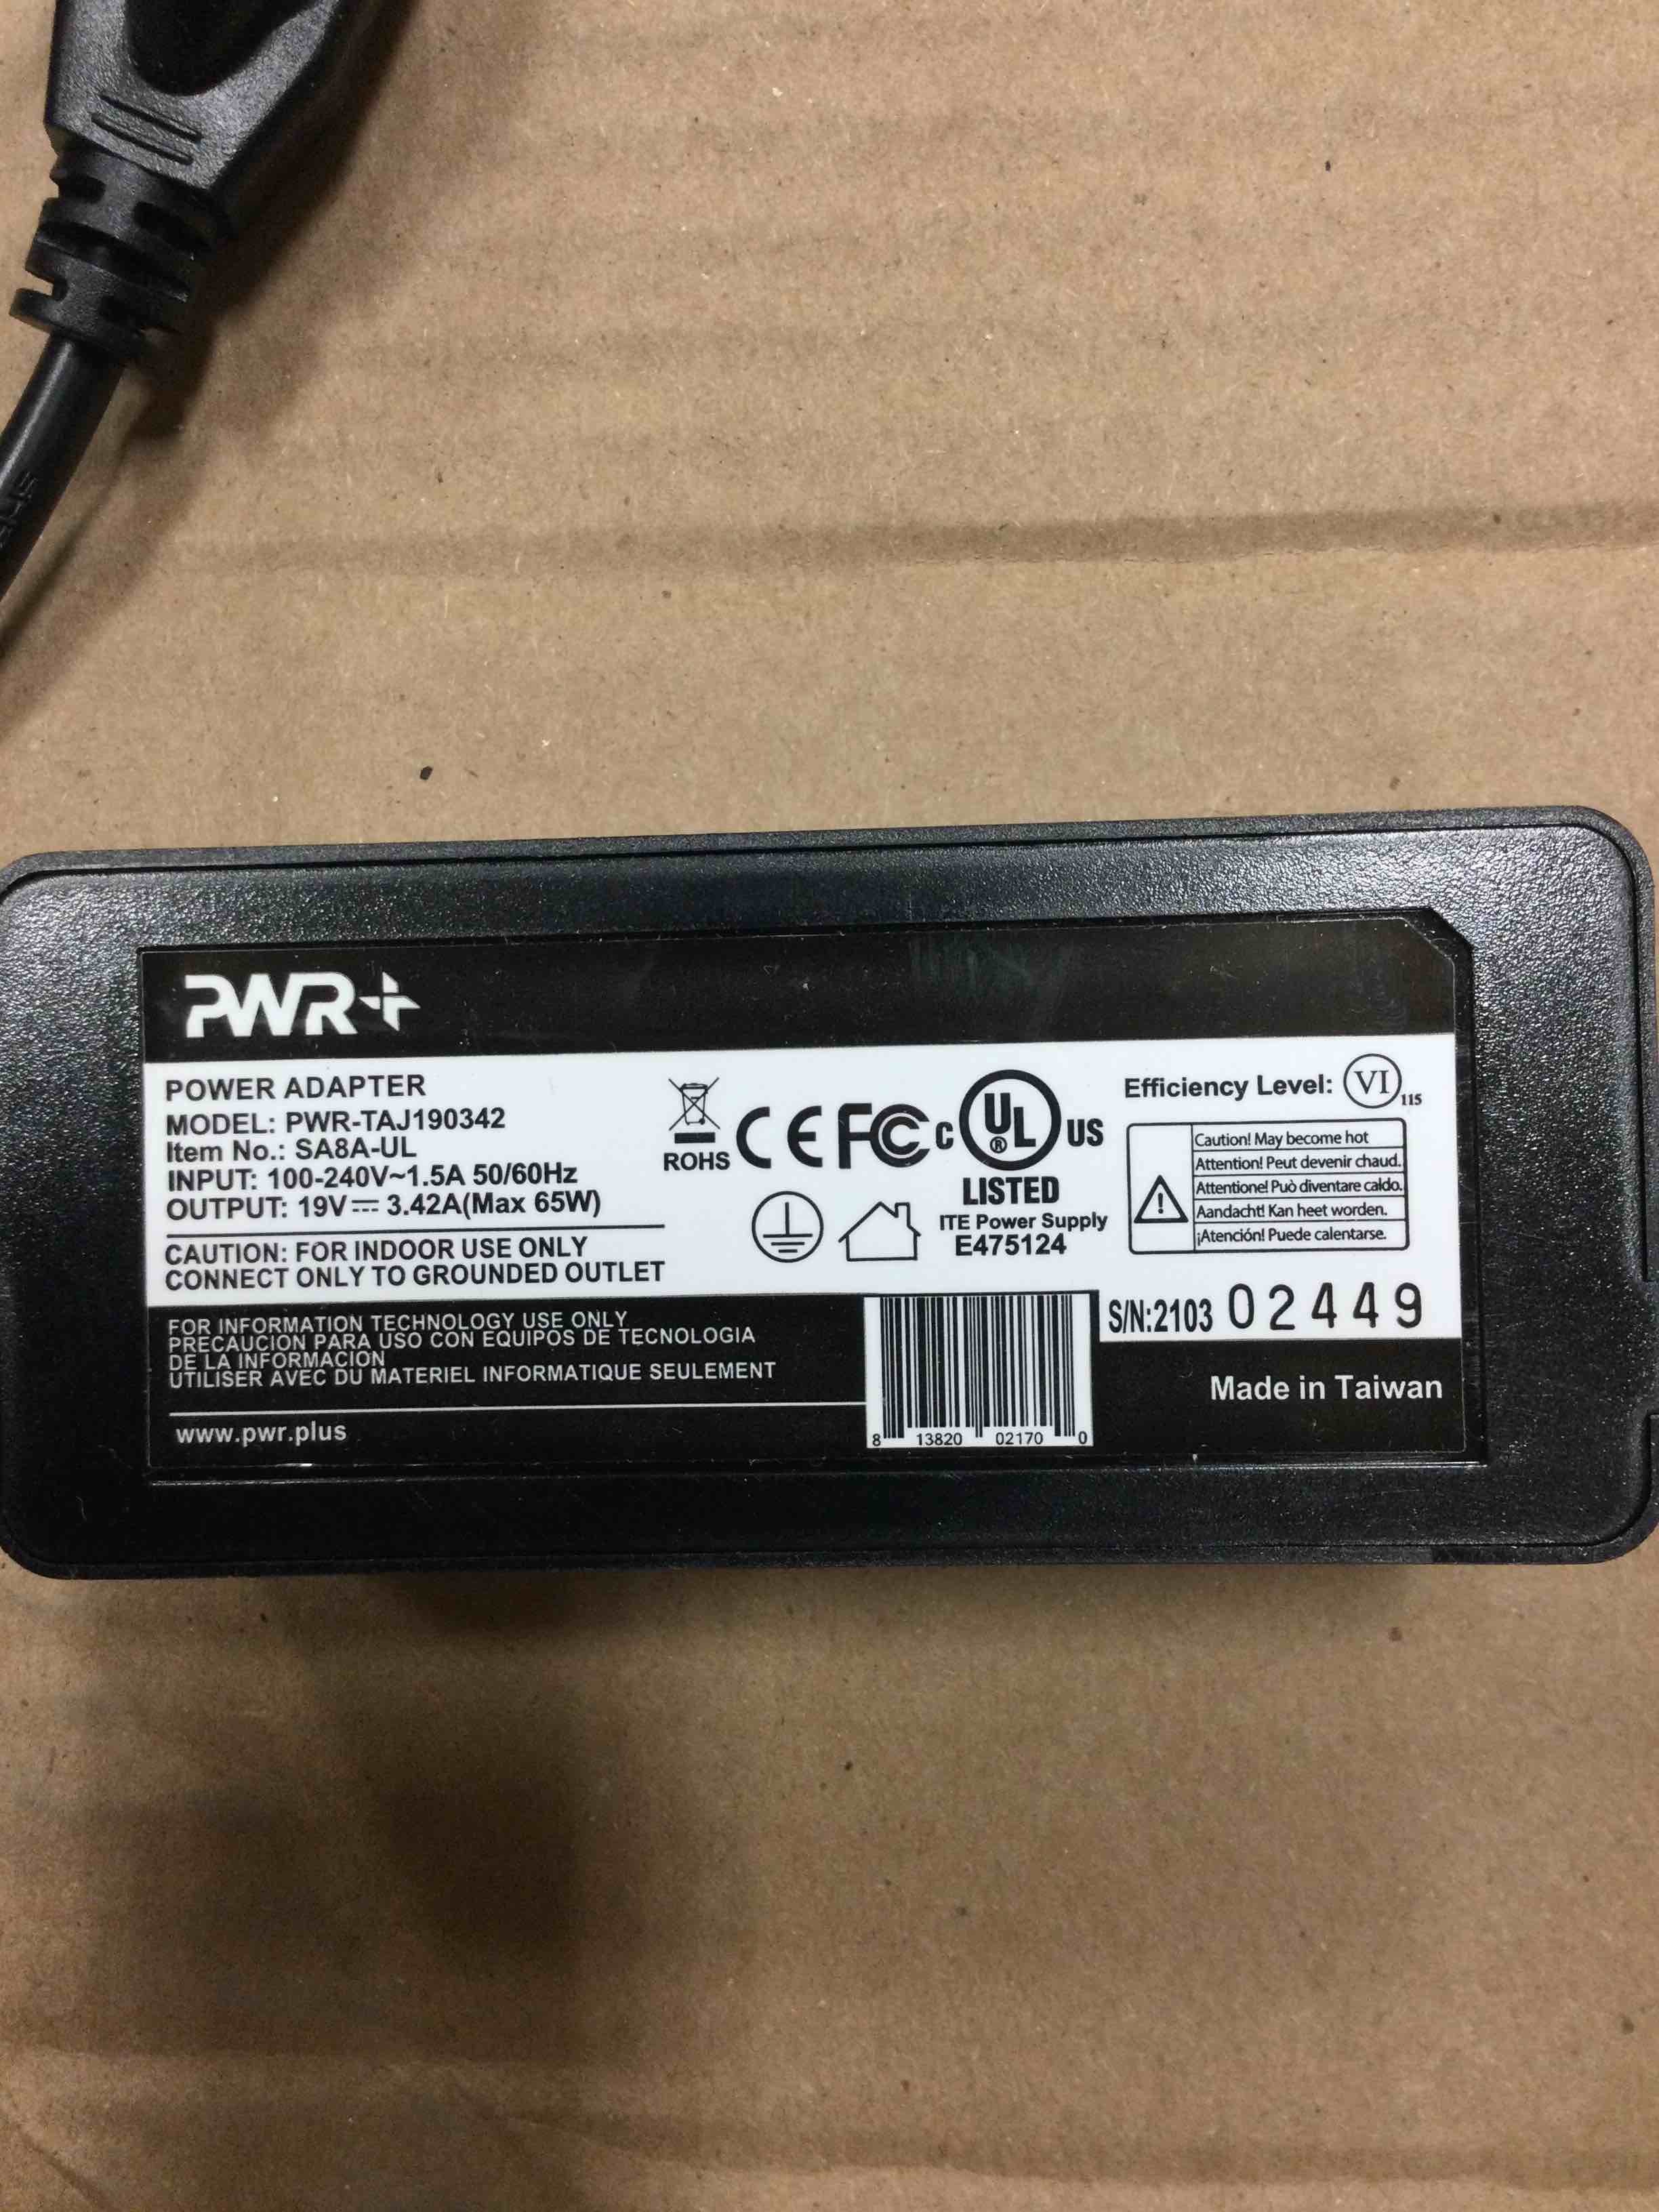 PWR+
POWER ADAPTER
MODEL: PWR-TAJ190342
Item No.: SA8A-UL
INPUT: 100-240V~1.5A 50/60Hz
OUTPUT: 19V⎓ 3.42A(Max 65W)
CAUTION: FOR INDOOR USE ONLY
CONNECT ONLY TO GROUNDED OUTLET
ROHS
CE FC c UL ® US
LISTED
ITE Power Supply
E475124
Efficiency Level: VI 115
Caution! May become hot
Attention! Peut devenir chaud.
Attentione! Può diventare caldo.
Aandacht! Kan heet worden.
¡Atención! Puede calentarse.
FOR INFORMATION TECHNOLOGY USE ONLY
PRECAUCION PARA USO CON EQUIPOS DE TECNOLOGIA
DE LA INFORMACION
UTILISER AVEC DU MATERIEL INFORMATIQUE SEULEMENT
www.pwr.plus
8 13820 02170 0
S/N:2103 02449
Made in Taiwan